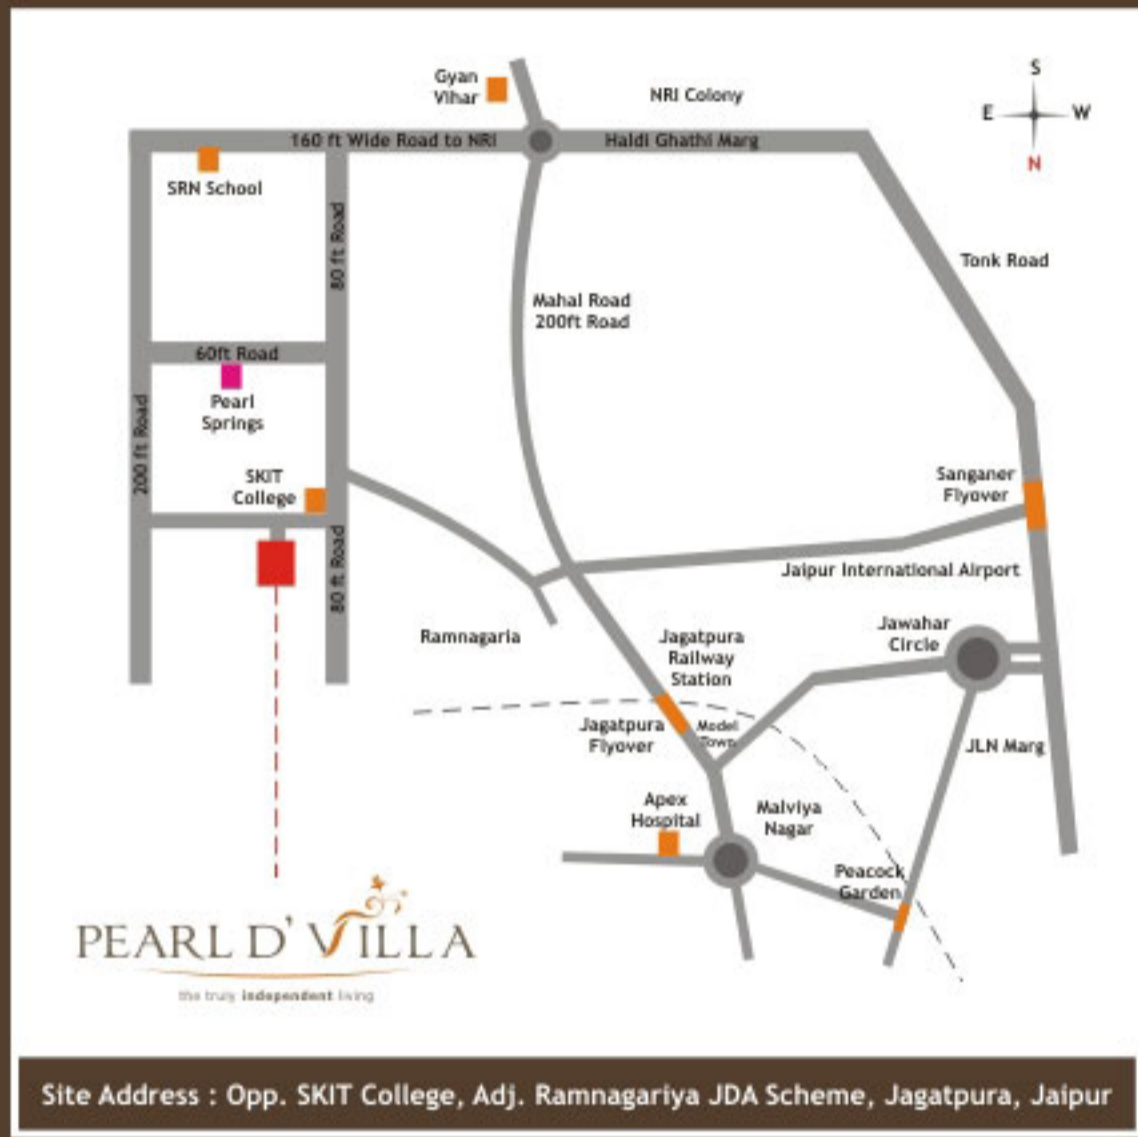 S
E
W
N
Gyan
Vihar
NRI Colony
160 ft Wide Road to NRI
Haldi Ghathi Marg
SRN School
80 ft Road
Tonk Road
Mahal Road
200ft Road
60ft Road
Pearl
Springs
200 ft Road
SKIT
College
Sanganer
Flyover
80 ft Road
Jaipur International Airport
Ramnagaria
Jagatpura
Railway
Station
Jawahar
Circle
Jagatpura
Flyover
Model
Town
JLN Marg
Apex
Hospital
Malviya
Nagar
Peacock
Garden
PEARL D' VILLA
the truly independent living
Site Address : Opp. SKIT College, Adj. Ramnagariya JDA Scheme, Jagatpura, Jaipur